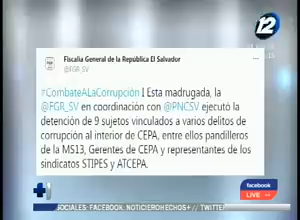 12
Fiscalía General de la República El Salvador
@FGR_SV
#CombateALaCorrupción I Esta madrugada, la
@FGR_SV en coordinación con @PNCSV ejecutó la
detención de 9 sujetos vinculados a varios delitos de
corrupción al interior de CEPA, entre ellos pandilleros
de la MS13, Gerentes de CEPA y representantes de los
sindicatos STIPES y ATCEPA.
facebook
LIVE
SOCIALES: FACEBOOK: NOTICIEROHECHOS+ // TWITTER